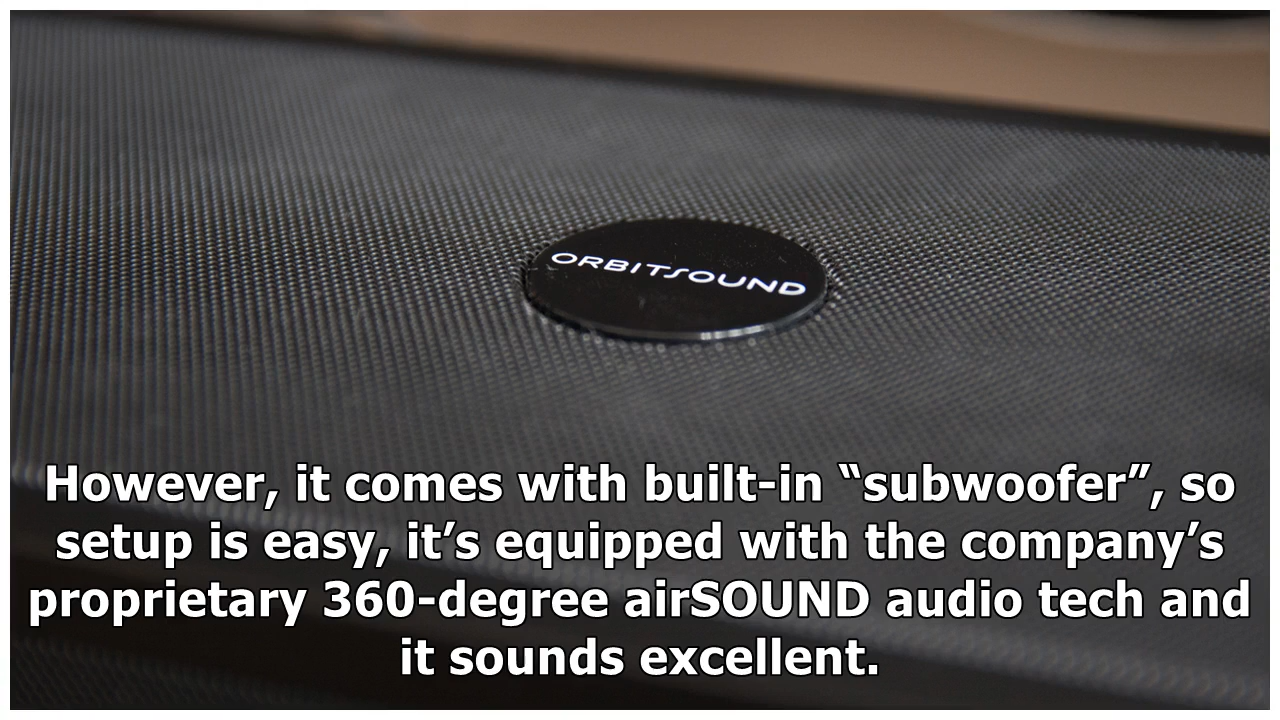 ORBITSOUND
However, it comes with built-in “subwoofer”, so
setup is easy, it’s equipped with the company’s
proprietary 360-degree airSOUND audio tech and
it sounds excellent.